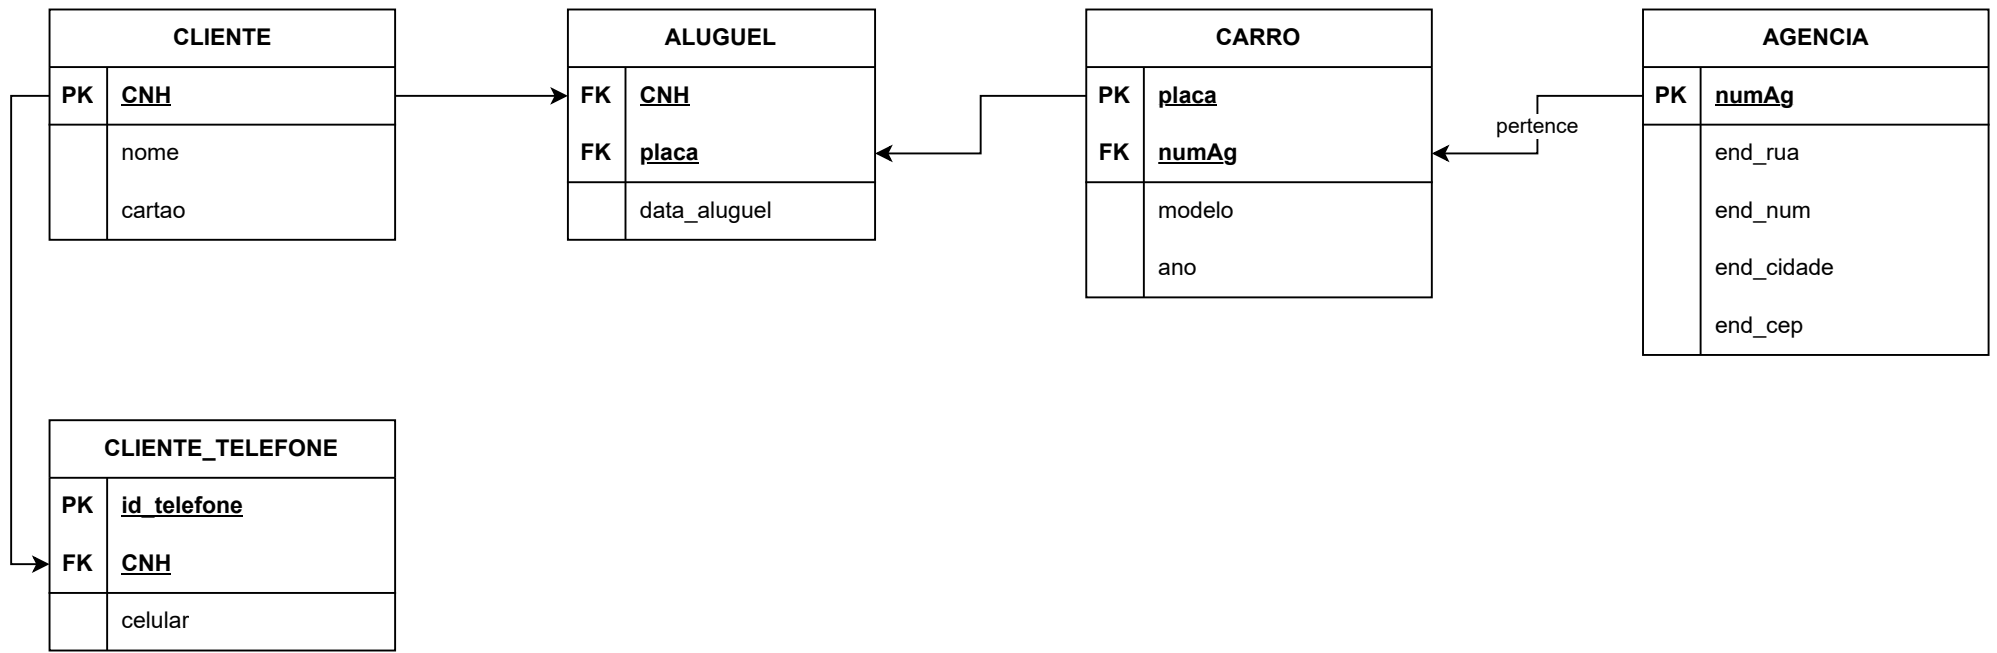 CLIENTE
PK CNH
nome
cartao
ALUGUEL
FK CNH
FK placa
data_aluguel
CARRO
PK placa
FK numAg
modelo
ano
pertence
AGENCIA
PK numAg
end_rua
end_num
end_cidade
end_cep
CLIENTE_TELEFONE
PK id_telefone
FK CNH
celular